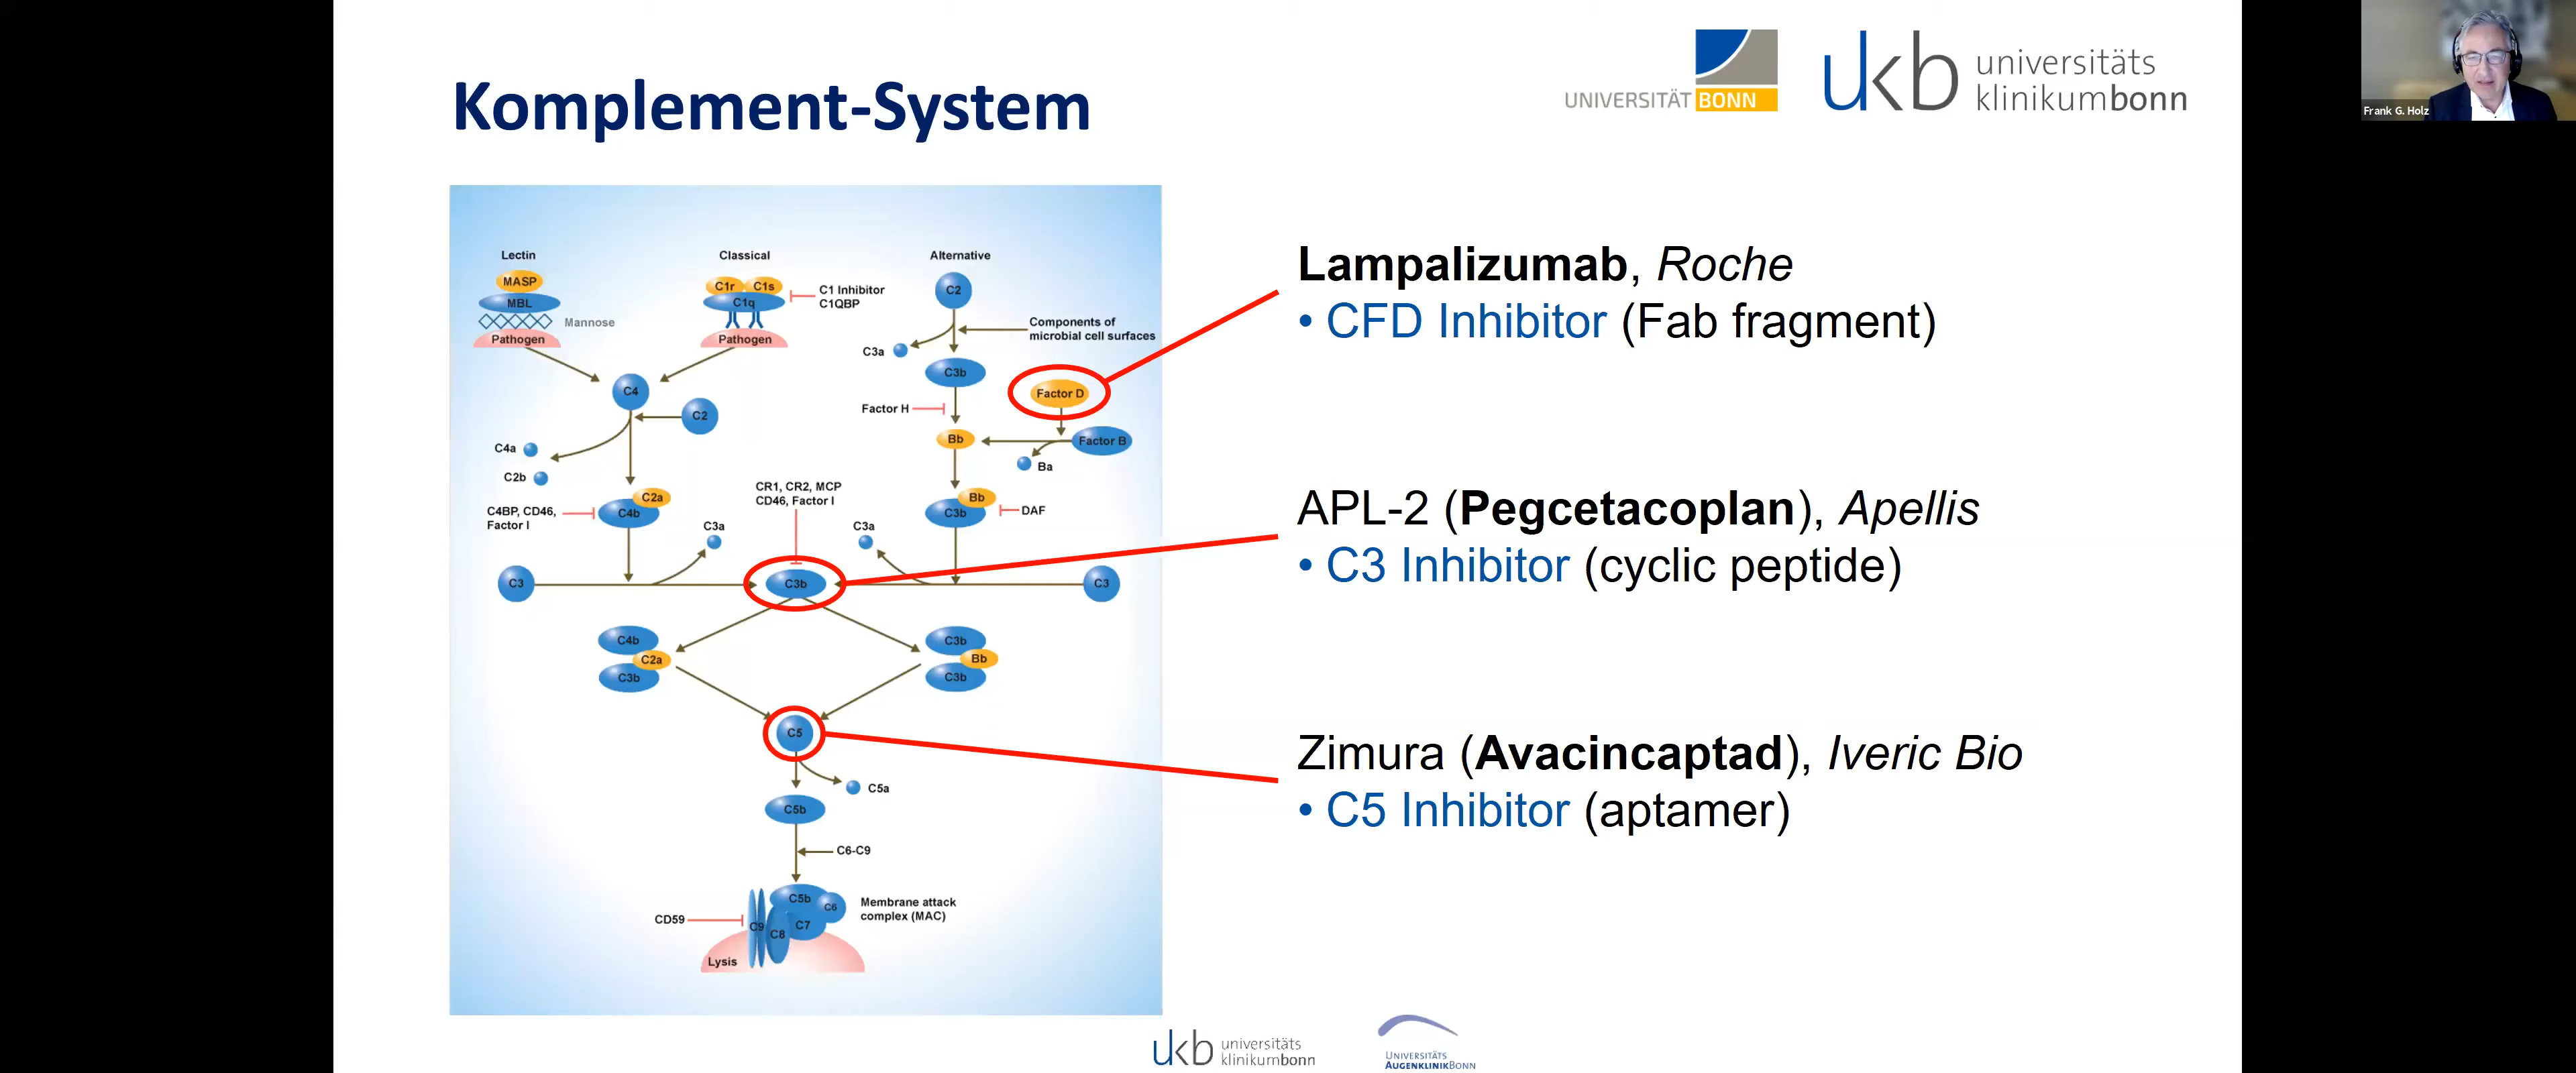 Komplement-System
UNIVERSITÄT BONN
ukb universitäts
klinikumbonn
Frank G. Holz
Lectin
MASP
MBL
Mannose
Pathogen
Classical
C1r C1s
C1q
Pathogen
C1 Inhibitor
C1QBP
Alternative
C2
Components of
microbial cell surfaces
C3a
C3b
Factor D
Factor H
Bb
Factor B
Ba
C4
C2
C4a
C2b
C2a
C4b
C4BP, CD46,
Factor I
CR1, CR2, MCP
CD46, Factor I
Bb
C3b
DAF
C3a
C3a
C3
C3b
C3
C4b
C2a
C3b
C3b
Bb
C3b
C5
C5a
C5b
C6-C9
C5b
C6
C7
C8
C9
CD59
Membrane attack
complex (MAC)
Lysis
Lampalizumab, Roche
• CFD Inhibitor (Fab fragment)
APL-2 (Pegcetacoplan), Apellis
• C3 Inhibitor (cyclic peptide)
Zimura (Avacincaptad), Iveric Bio
• C5 Inhibitor (aptamer)
ukb universitäts
klinikumbonn
UNIVERSITÄTS
AUGENKLINIKBONN